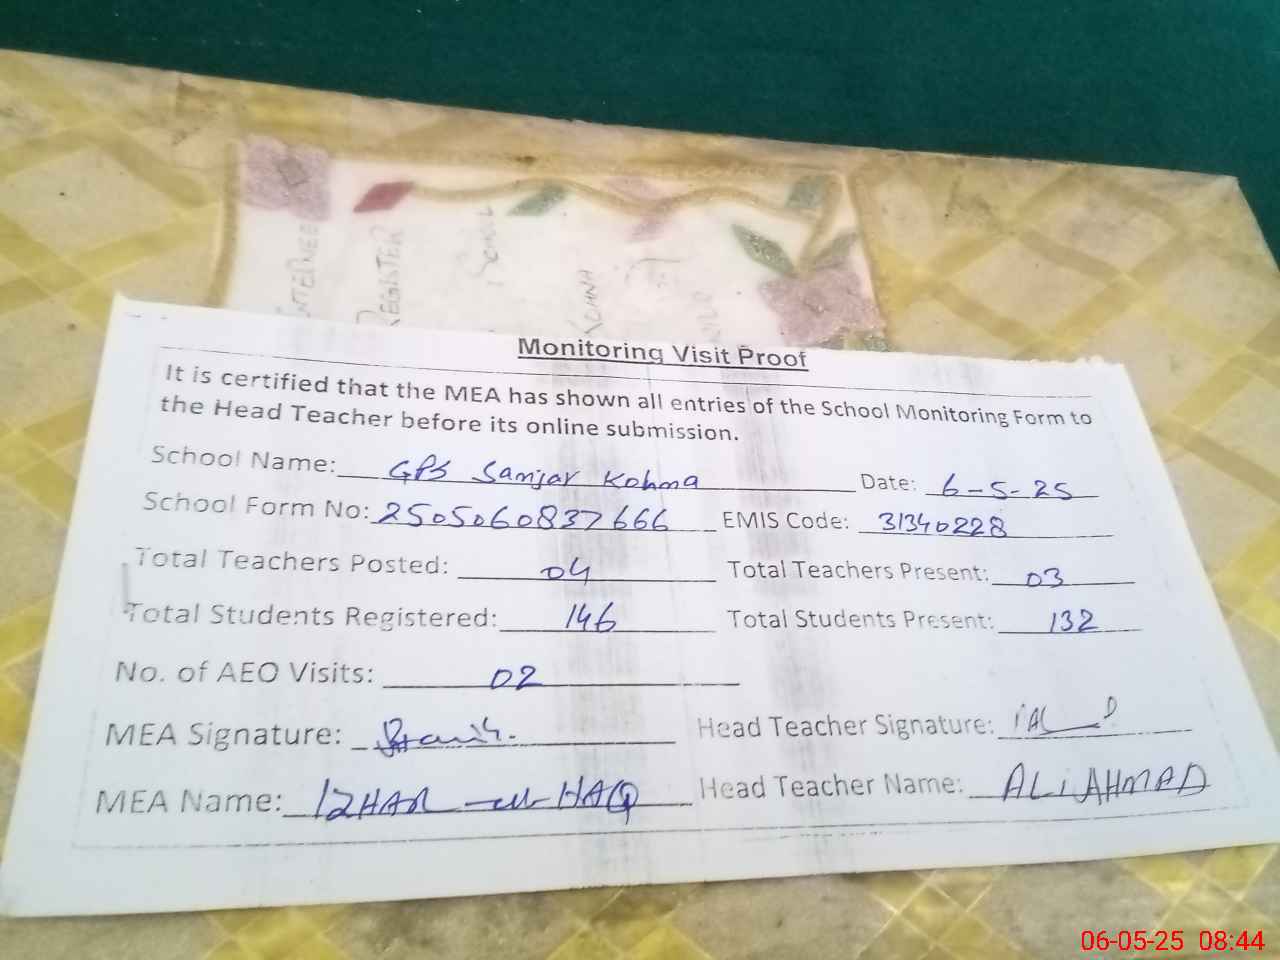 INTERNEE
REGISTER
KOHNA
Monitoring Visit Proof
It is certified that the MEA has shown all entries of the School Monitoring Form to
the Head Teacher before its online submission.
School Name: GPS Sanjar Kohna Date: 6-5-25
School Form No: 2505060837666 EMIS Code: 31340228
Total Teachers Posted: 04 Total Teachers Present: 03
Total Students Registered: 146 Total Students Present: 132
No. of AEO Visits: 02
MEA Signature: Head Teacher Signature:
MEA Name: IZHAR-ul-HAQ Head Teacher Name: ALI AHMAD
06-05-25 08:44